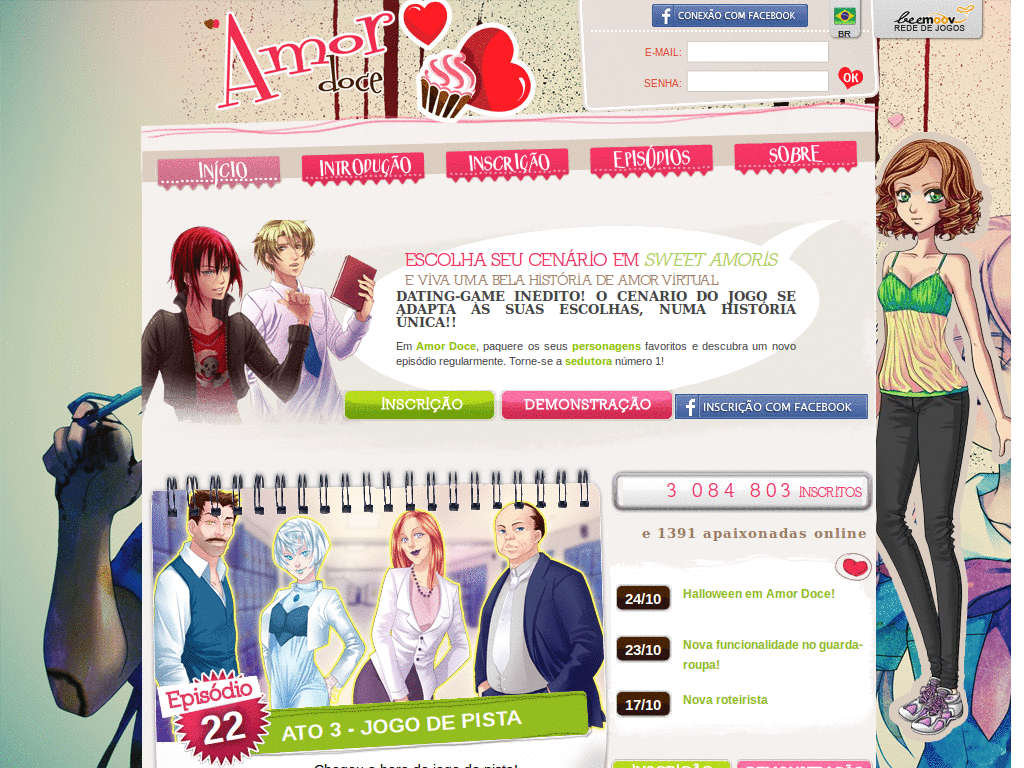 Amor
doce
CONEXÃO COM FACEBOOK
BR
beemoov
REDE DE JOGOS
E-MAIL:
SENHA:
OK
INÍCIO
INTRODUÇÃO
INSCRIÇÃO
EPISÓDIOS
SOBRE
ESCOLHA SEU CENÁRIO EM SWEET AMORIS
E VIVA UMA BELA HISTÓRIA DE AMOR VIRTUAL
DATING-GAME INEDITO! O CENARIO DO JOGO SE
ADAPTA ÀS SUAS ESCOLHAS, NUMA HISTÓRIA
ÚNICA!!
Em Amor Doce, paquere os seus personagens favoritos e descubra um novo
episódio regularmente. Torne-se a sedutora número 1!
INSCRIÇÃO
DEMONSTRAÇÃO
INSCRIÇÃO COM FACEBOOK
3 084 803 INSCRITOS
e 1391 apaixonadas online
24/10 Halloween em Amor Doce!
23/10 Nova funcionalidade no guarda-
roupa!
17/10 Nova roteirista
Episódio
22
ATO 3 - JOGO DE PISTA
Chegou a hora do jogo de pista!
INSCRIÇÃO
DEMONSTRAÇÃO